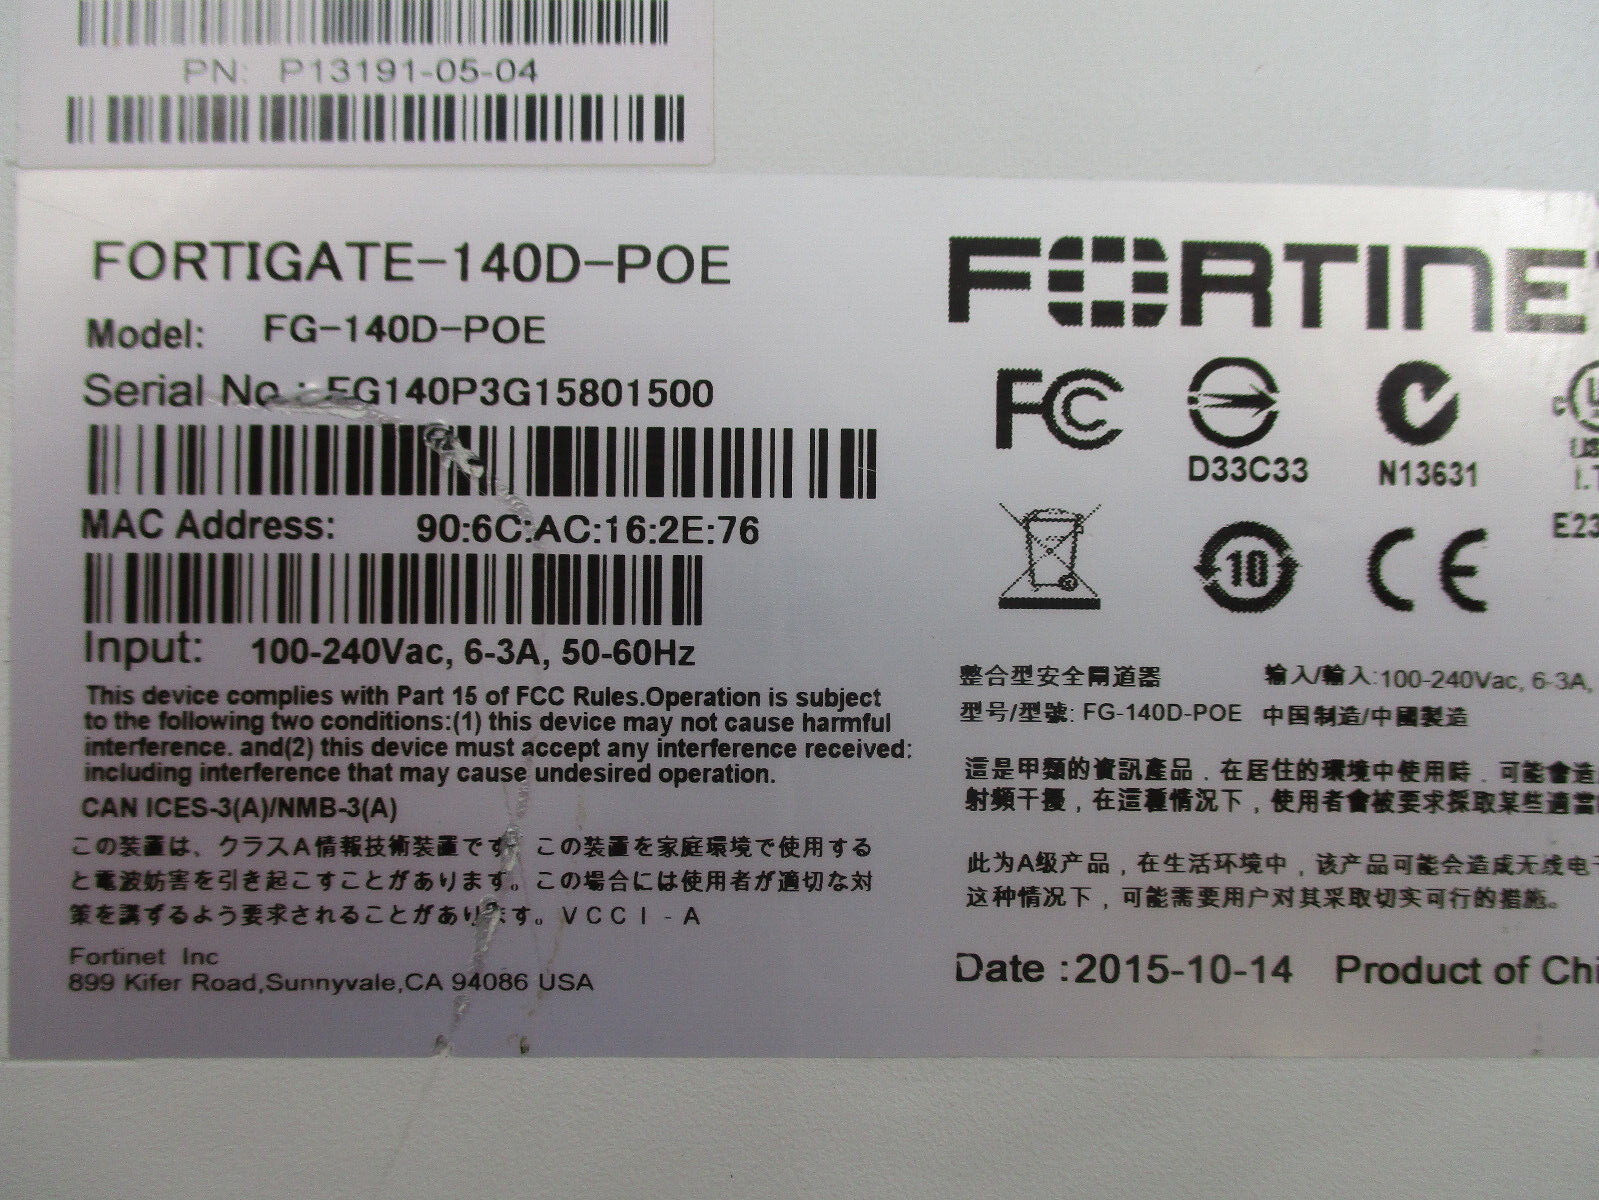 PN: P13191-05-04
FORTIGATE-140D-POE
Model: FG-140D-POE
Serial No.: FG140P3G15801500
MAC Address: 90:6C:AC:16:2E:76
Input: 100-240Vac, 6-3A, 50-60Hz
This device complies with Part 15 of FCC Rules.Operation is subject
to the following two conditions:(1) this device may not cause harmful
interference. and(2) this device must accept any interference received:
including interference that may cause undesired operation.
CAN ICES-3(A)/NMB-3(A)
この装置は、クラスA情報技術装置です。この装置を家庭環境で使用する
と電波妨害を引き起こすことがあります。この場合には使用者が適切な対
策を講ずるよう要求されることがあります。VCCI-A
Fortinet Inc
899 Kifer Road,Sunnyvale,CA 94086 USA
FORTINE
FC
D33C33
N13631
c UL
US
I.T
E23
10
CE
整合型安全閘道器
输入/輸入:100-240Vac, 6-3A,
型号/型號: FG-140D-POE 中国制造/中國製造
這是甲類的資訊產品，在居住的環境中使用時，可能會造
射頻干擾，在這種情況下，使用者會被要求採取某些適當
此为A级产品，在生活环境中，该产品可能会造成无线电
这种情况下，可能需要用户对其采取切实可行的措施。
Date :2015-10-14 Product of Chi